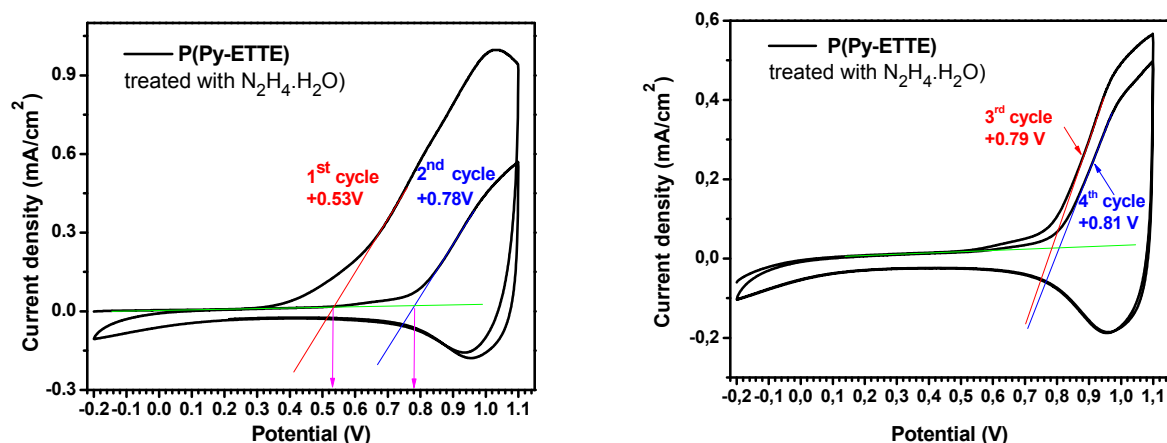 P(Py-ETTE)
treated with N₂H₄.H₂O)
1st cycle
+0.53V
2nd cycle
+0.78V
Current density (mA/cm²)
0.9
0.6
0.3
0.0
-0.3
-0.2 -0.1 0.0 0.1 0.2 0.3 0.4 0.5 0.6 0.7 0.8 0.9 1.0 1.1
Potential (V)
P(Py-ETTE)
treated with N₂H₄.H₂O)
3rd cycle
+0.79 V
4th cycle
+0.81 V
Current density (mA/cm²)
0,6
0,4
0,2
0,0
-0,2
-0,2 -0,1 0,0 0,1 0,2 0,3 0,4 0,5 0,6 0,7 0,8 0,9 1,0 1,1
Potential (V)